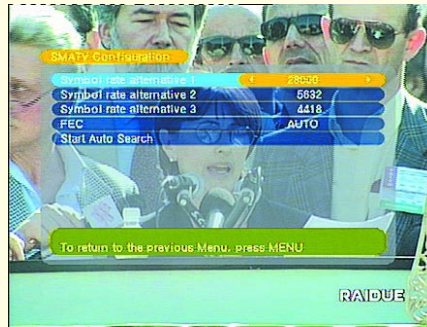 SMATV Configuration
Symbol rate alternative 1 28000
Symbol rate alternative 2 5632
Symbol rate alternative 3 4418
FEC AUTO
Start Auto Search
To return to the previous Menu, press MENU
RAIDUE